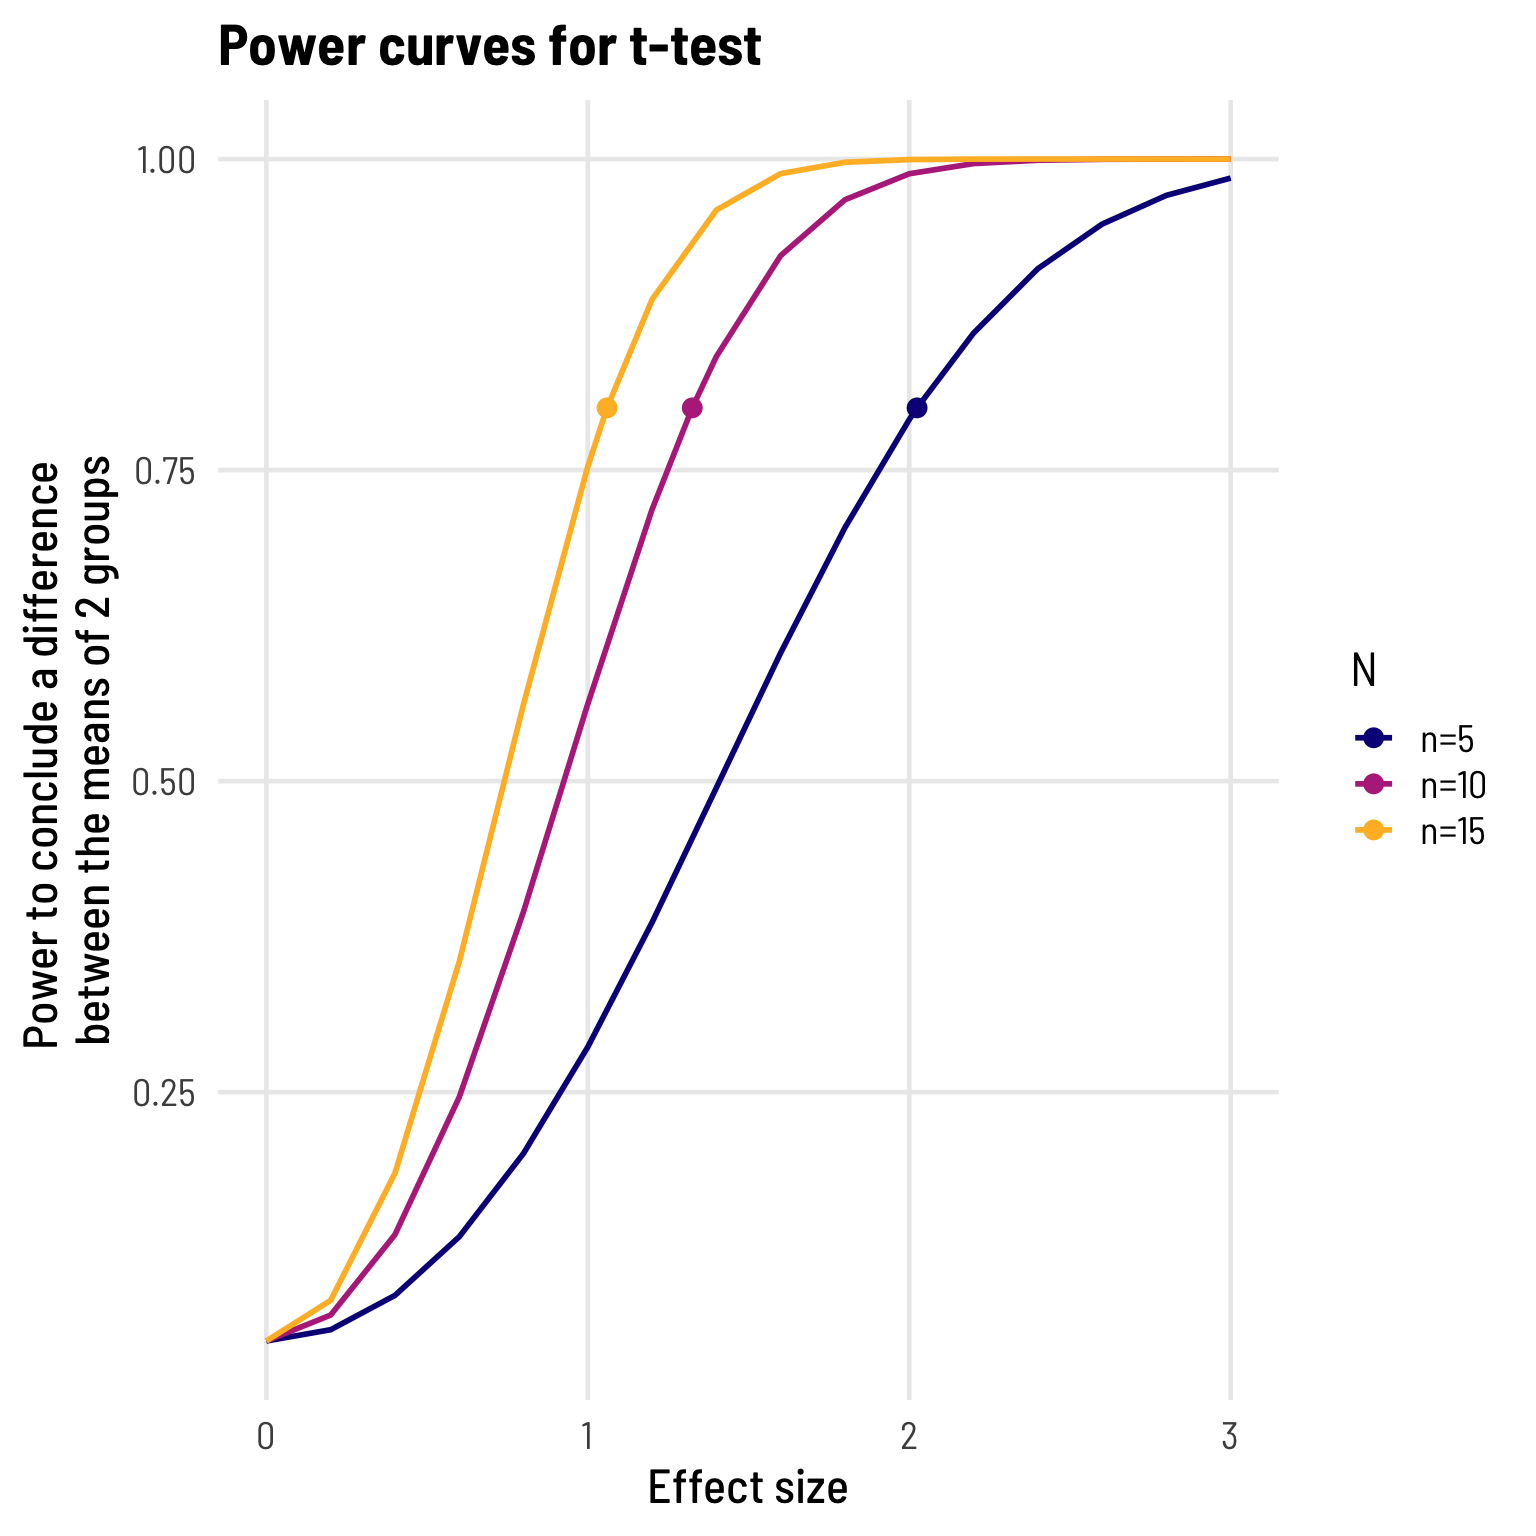 Power curves for t-test
Power to conclude a difference
between the means of 2 groups
1.00
0.75
0.50
0.25
0
1
2
3
Effect size
N
n=5
n=10
n=15